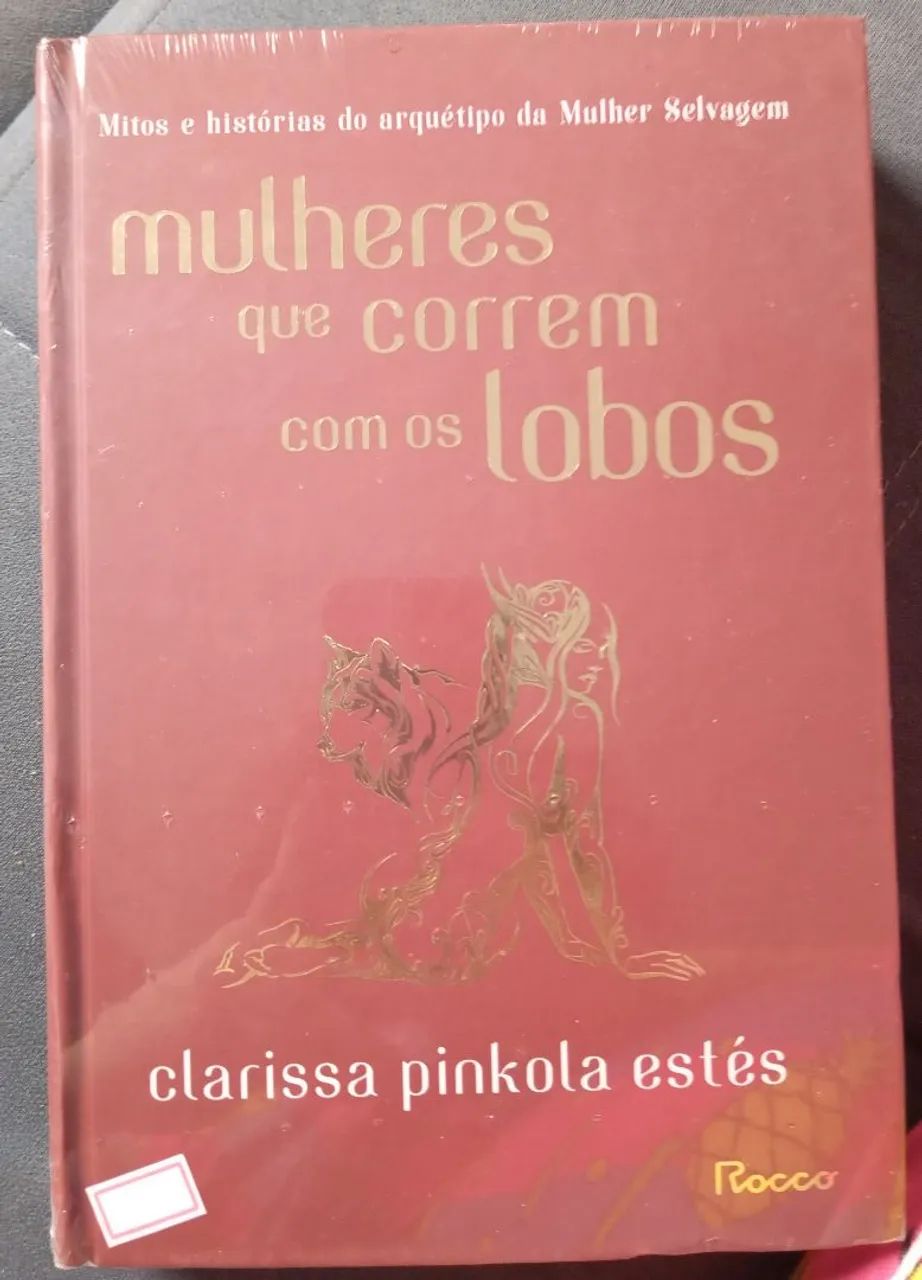 Mitos e histórias do arquétipo da Mulher Selvagem
mulheres
que correm
com os lobos
clarissa pinkola estés
Rocco